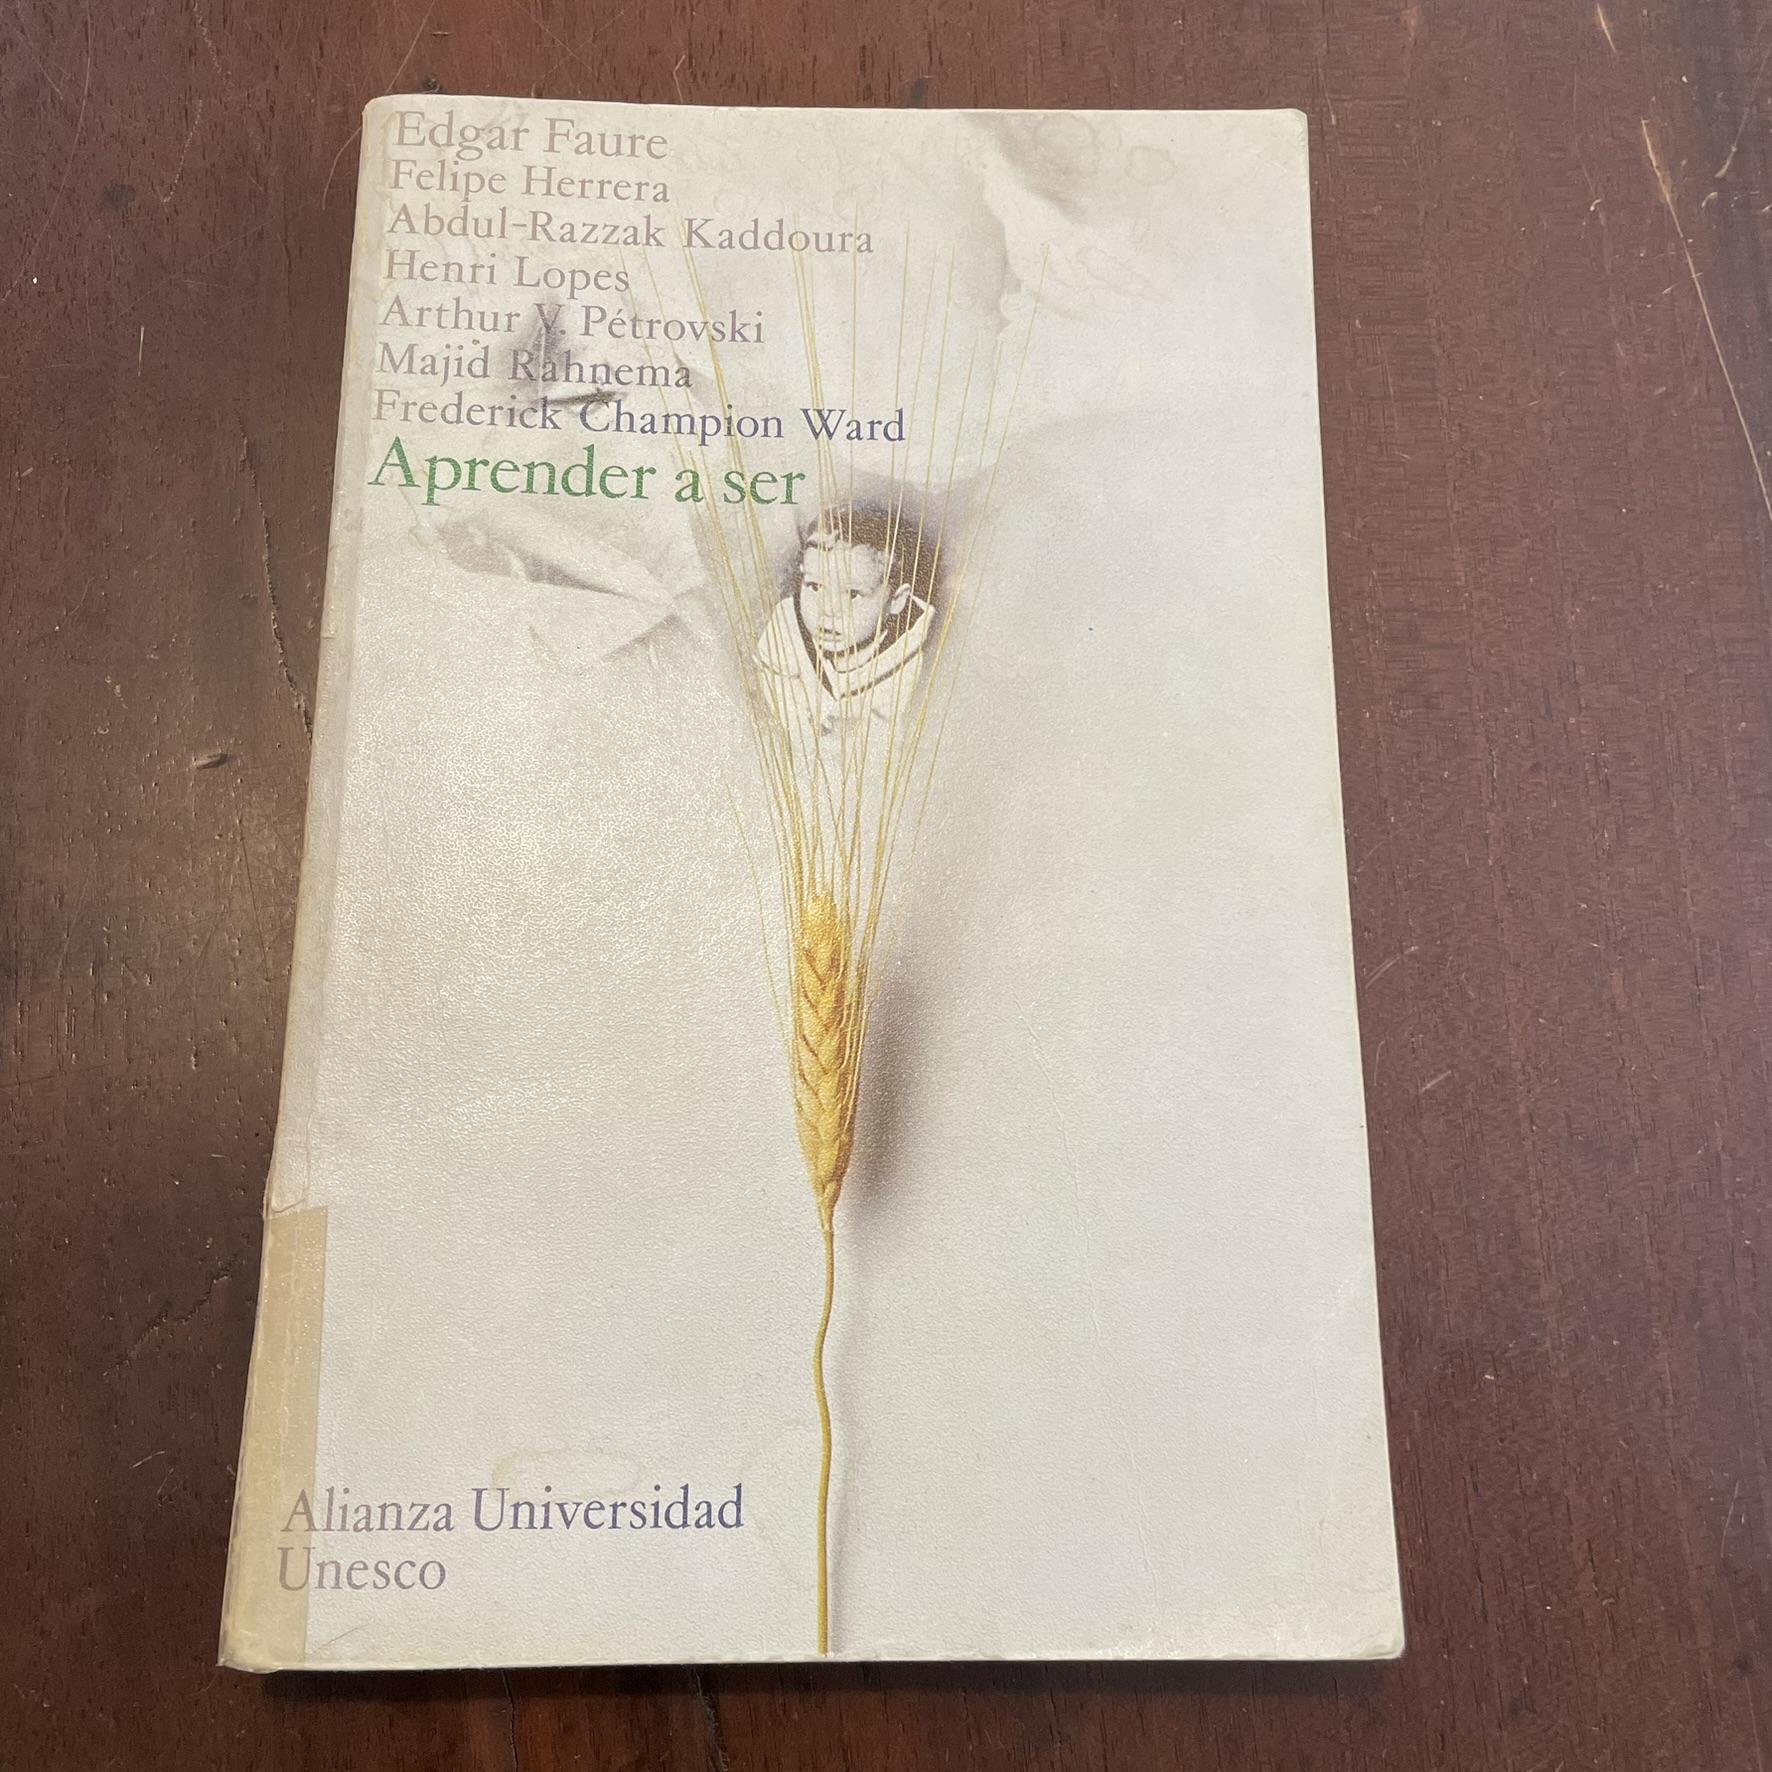 Edgar Faure
Felipe Herrera
Abdul-Razzak Kaddoura
Henri Lopes
Arthur V. Pétrovski
Majid Rahnema
Frederick Champion Ward
Aprender a ser
Alianza Universidad
Unesco